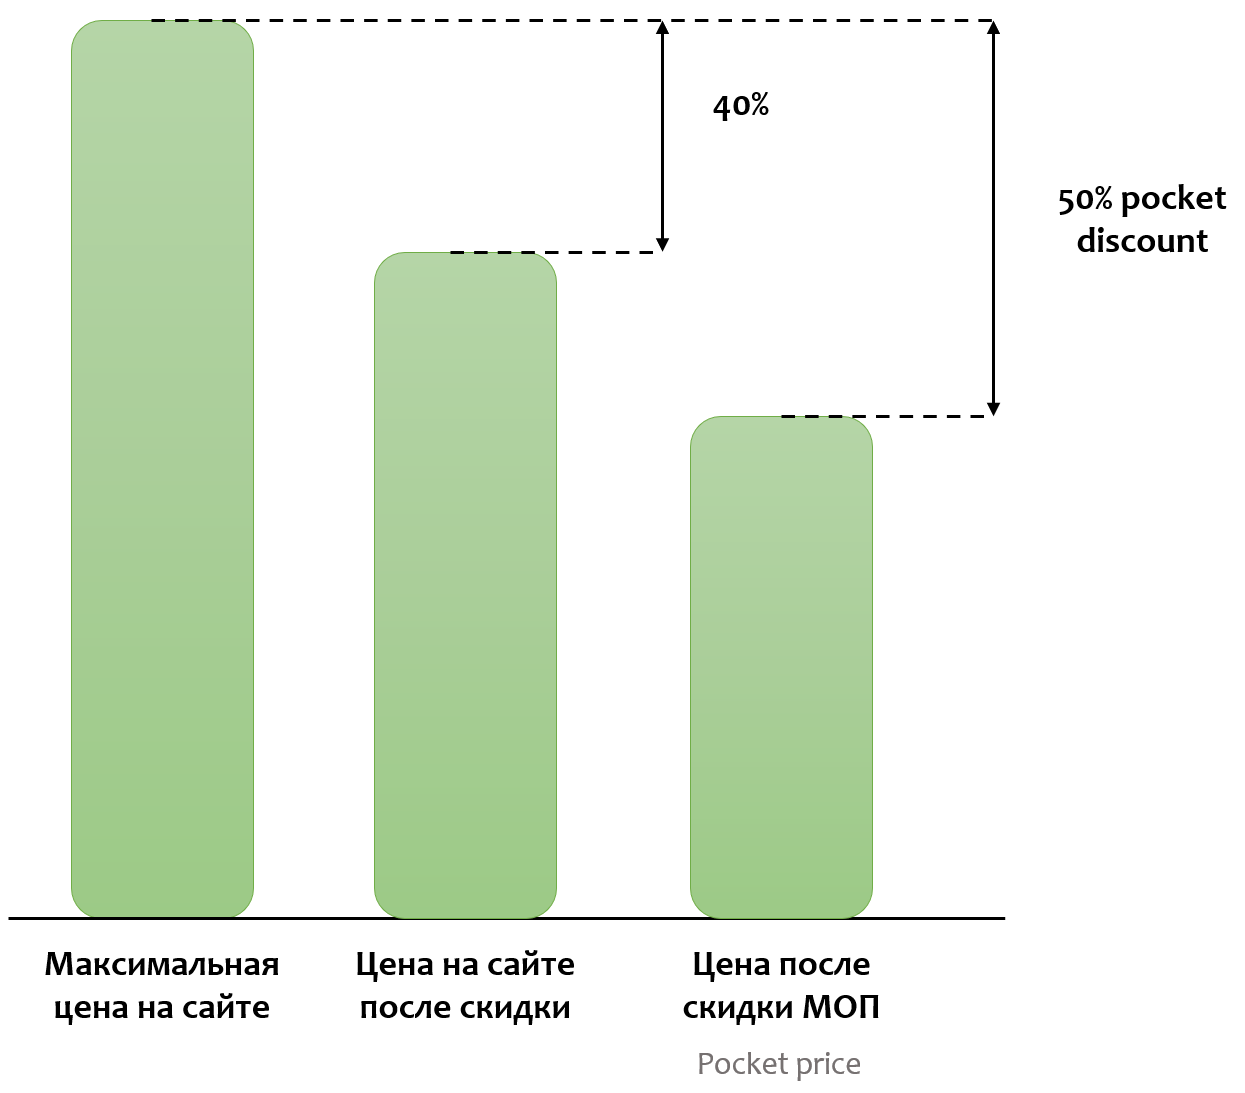 40%
50% pocket
discount
Максимальная
цена на сайте
Цена на сайте
после скидки
Цена после
скидки МОП
Pocket price